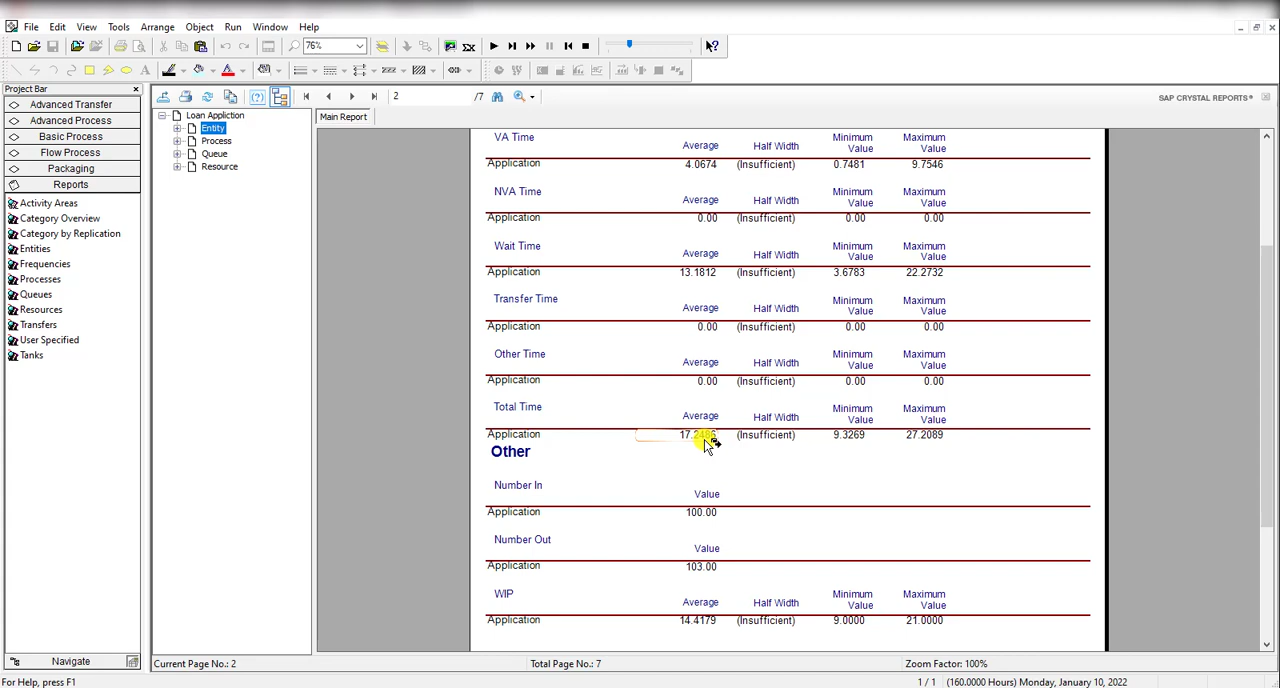 File Edit View Tools Arrange Object Run Window Help
76%
Project Bar
Advanced Transfer
Advanced Process
Basic Process
Flow Process
Packaging
Reports
Activity Areas
Category Overview
Category by Replication
Entities
Frequencies
Processes
Queues
Resources
Transfers
User Specified
Tanks
Navigate
2 /7
SAP CRYSTAL REPORTS®
Loan Appliction
Entity
Process
Queue
Resource
Main Report
VA Time Average Half Width Minimum Value Maximum Value
Application 4.0674 (Insufficient) 0.7481 9.7546
NVA Time Average Half Width Minimum Value Maximum Value
Application 0.00 (Insufficient) 0.00 0.00
Wait Time Average Half Width Minimum Value Maximum Value
Application 13.1812 (Insufficient) 3.6783 22.2732
Transfer Time Average Half Width Minimum Value Maximum Value
Application 0.00 (Insufficient) 0.00 0.00
Other Time Average Half Width Minimum Value Maximum Value
Application 0.00 (Insufficient) 0.00 0.00
Total Time Average Half Width Minimum Value Maximum Value
Application 17.2486 (Insufficient) 9.3269 27.2089
Other
Number In Value
Application 100.00
Number Out Value
Application 103.00
WIP Average Half Width Minimum Value Maximum Value
Application 14.4179 (Insufficient) 9.0000 21.0000
Current Page No.: 2 Total Page No.: 7 Zoom Factor: 100%
For Help, press F1 1 / 1 (160.0000 Hours) Monday, January 10, 2022